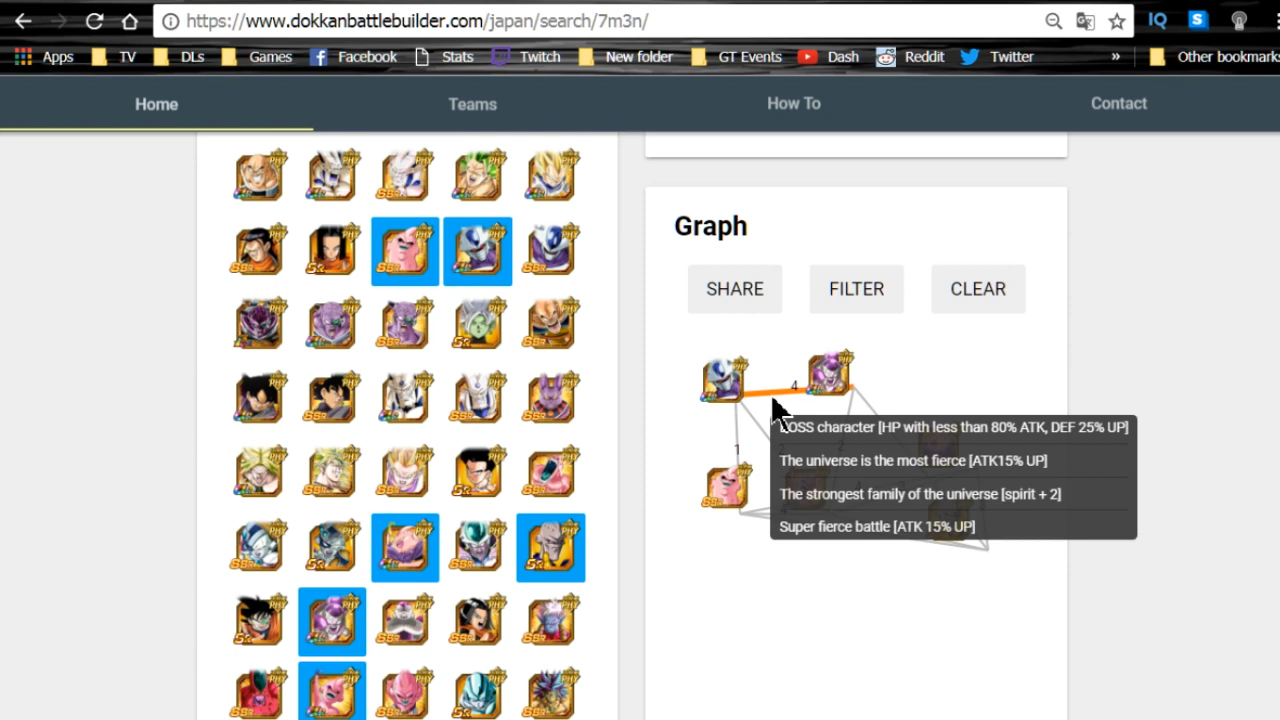 https://www.dokkanbattlebuilder.com/japan/search/7m3n/
IQ
S
Apps TV DLs Games Facebook Stats Twitch New folder GT Events Dash Reddit Twitter » Other bookmarks
Home Teams How To Contact
Graph
SHARE FILTER CLEAR
4
OSS character [HP with less than 80% ATK, DEF 25% UP]
The universe is the most fierce [ATK15% UP]
The strongest family of the universe [spirit + 2]
Super fierce battle [ATK 15% UP]
1